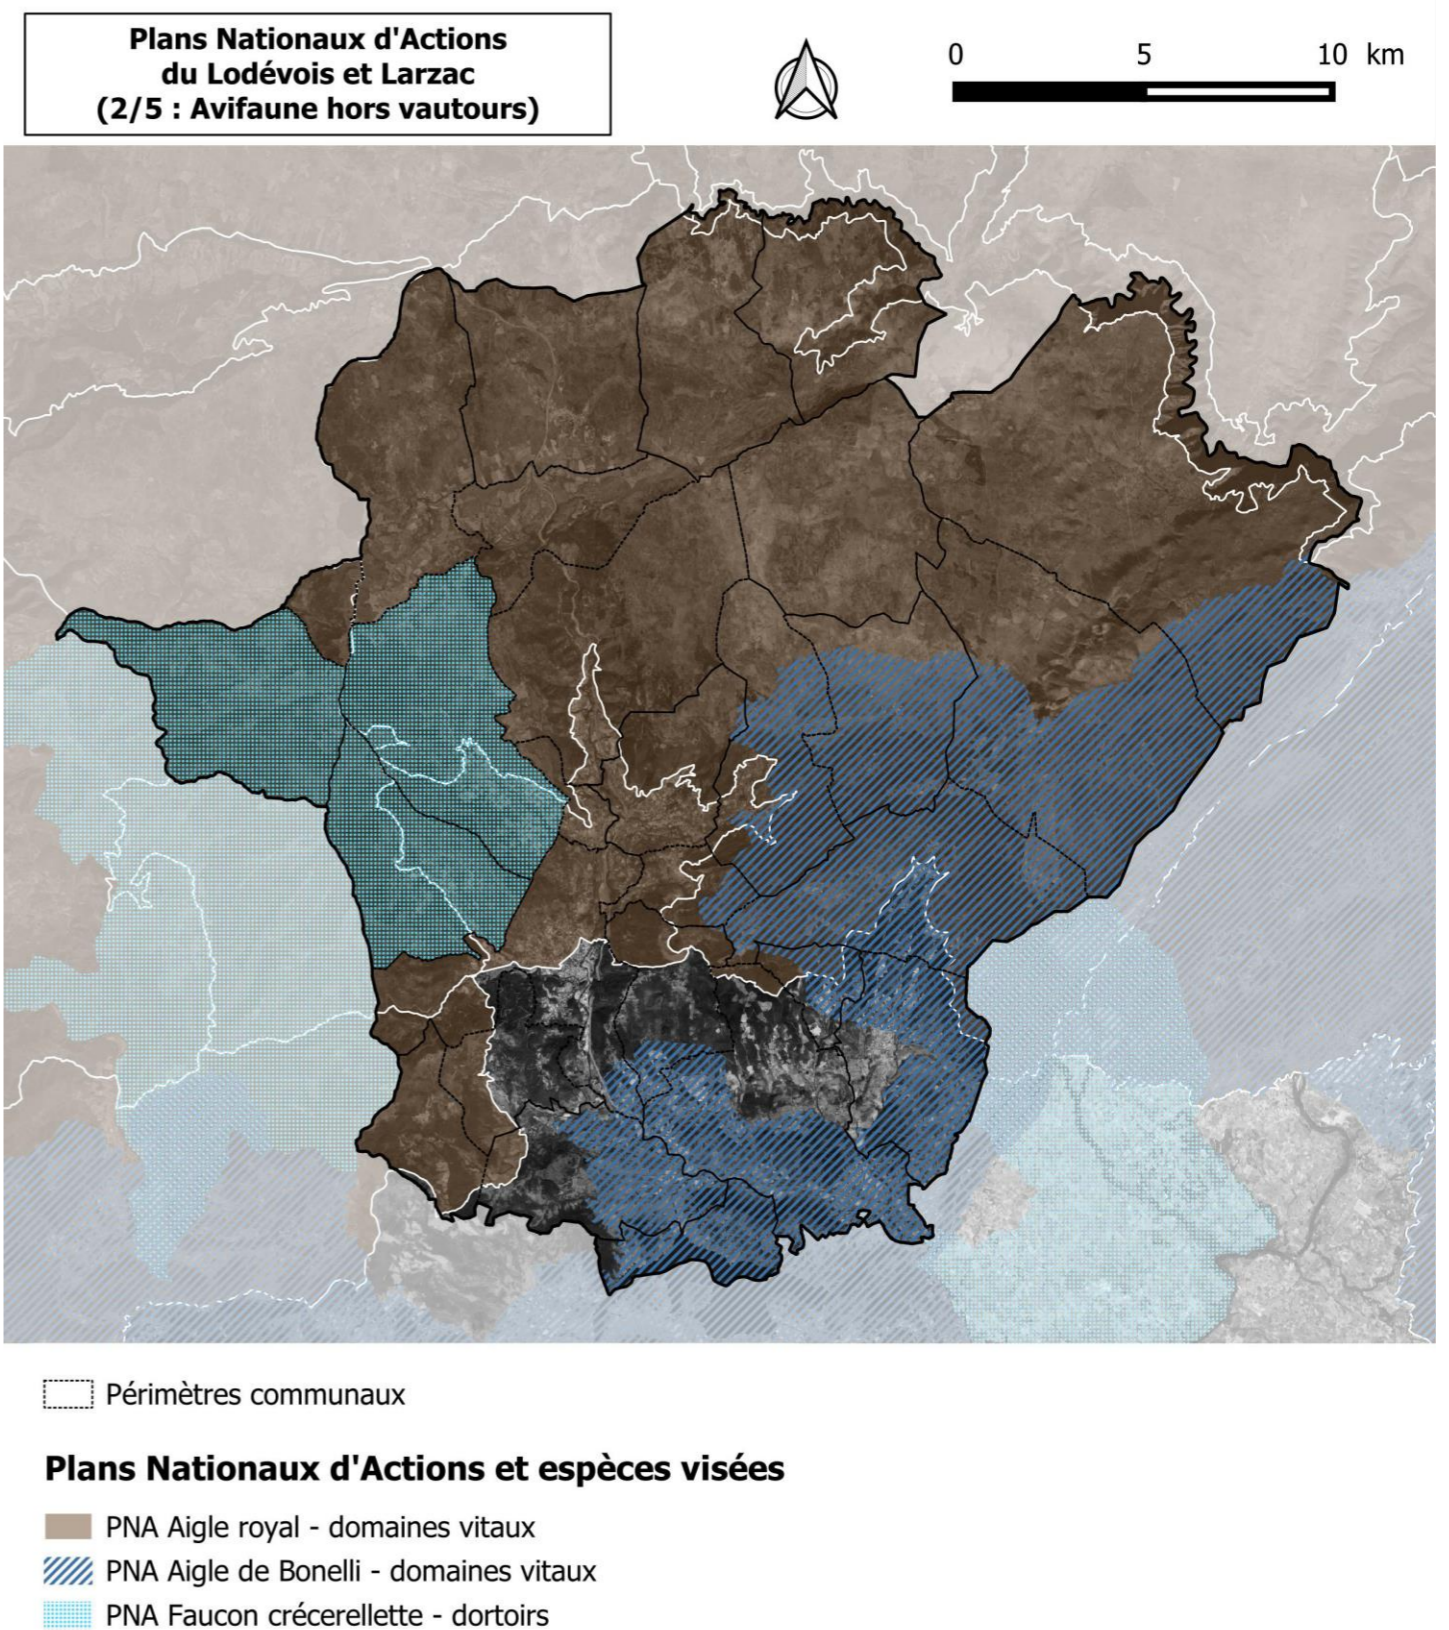 Plans Nationaux d'Actions
du Lodévois et Larzac
(2/5 : Avifaune hors vautours)
0 5 10 km
Périmètres communaux
Plans Nationaux d'Actions et espèces visées
PNA Aigle royal - domaines vitaux
PNA Aigle de Bonelli - domaines vitaux
PNA Faucon crécerellette - dortoirs